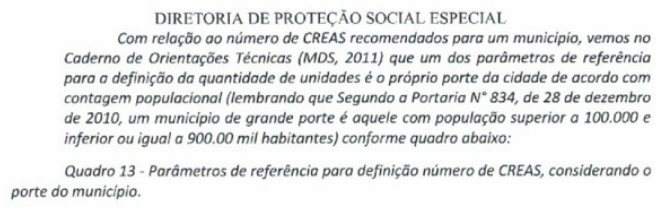 DIRETORIA DE PROTEÇÃO SOCIAL ESPECIAL
Com relação ao número de CREAS recomendados para um município, vemos no
Caderno de Orientações Técnicas (MDS, 2011) que um dos parâmetros de referência
para a definição da quantidade de unidades é o próprio porte da cidade de acordo com
contagem populacional (lembrando que Segundo a Portaria N° 834, de 28 de dezembro
de 2010, um município de grande porte é aquele com população superior a 100.000 e
inferior ou igual a 900.00 mil habitantes) conforme quadro abaixo:
Quadro 13 - Parâmetros de referência para definição número de CREAS, considerando o
porte do município.